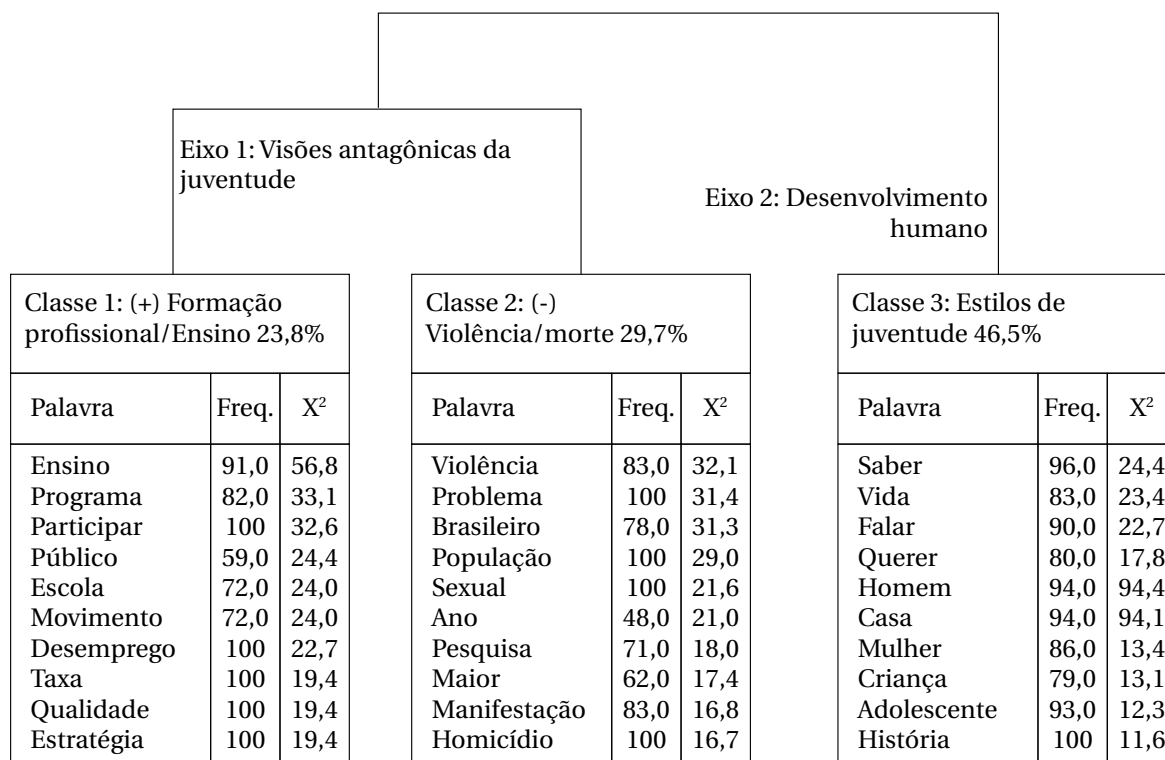 Eixo 1: Visões antagônicas da
juventude
Eixo 2: Desenvolvimento
humano
Classe 1: (+) Formação
profissional/Ensino 23,8%
Palavra Freq. X²
Ensino 91,0 56,8
Programa 82,0 33,1
Participar 100 32,6
Público 59,0 24,4
Escola 72,0 24,0
Movimento 72,0 24,0
Desemprego 100 22,7
Taxa 100 19,4
Qualidade 100 19,4
Estratégia 100 19,4
Classe 2: (-)
Violência/morte 29,7%
Palavra Freq. X²
Violência 83,0 32,1
Problema 100 31,4
Brasileiro 78,0 31,3
População 100 29,0
Sexual 100 21,6
Ano 48,0 21,0
Pesquisa 71,0 18,0
Maior 62,0 17,4
Manifestação 83,0 16,8
Homicídio 100 16,7
Classe 3: Estilos de
juventude 46,5%
Palavra Freq. X²
Saber 96,0 24,4
Vida 83,0 23,4
Falar 90,0 22,7
Querer 80,0 17,8
Homem 94,0 94,4
Casa 94,0 94,1
Mulher 86,0 13,4
Criança 79,0 13,1
Adolescente 93,0 12,3
História 100 11,6